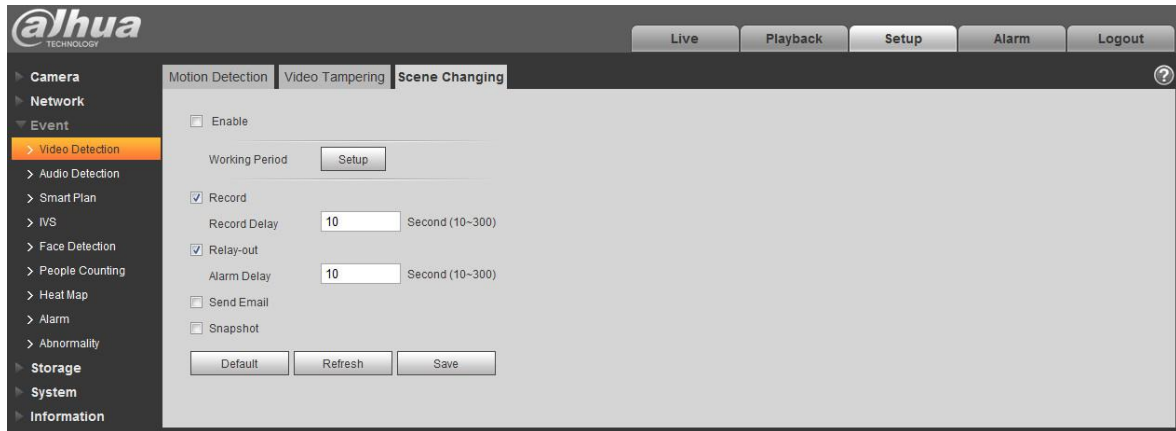 alhua
TECHNOLOGY
Live
Playback
Setup
Alarm
Logout
Camera
Network
Event
Video Detection
Audio Detection
Smart Plan
IVS
Face Detection
People Counting
Heat Map
Alarm
Abnormality
Storage
System
Information
Motion Detection
Video Tampering
Scene Changing
?
Enable
Working Period
Setup
Record
Record Delay
10
Second (10~300)
Relay-out
Alarm Delay
10
Second (10~300)
Send Email
Snapshot
Default
Refresh
Save